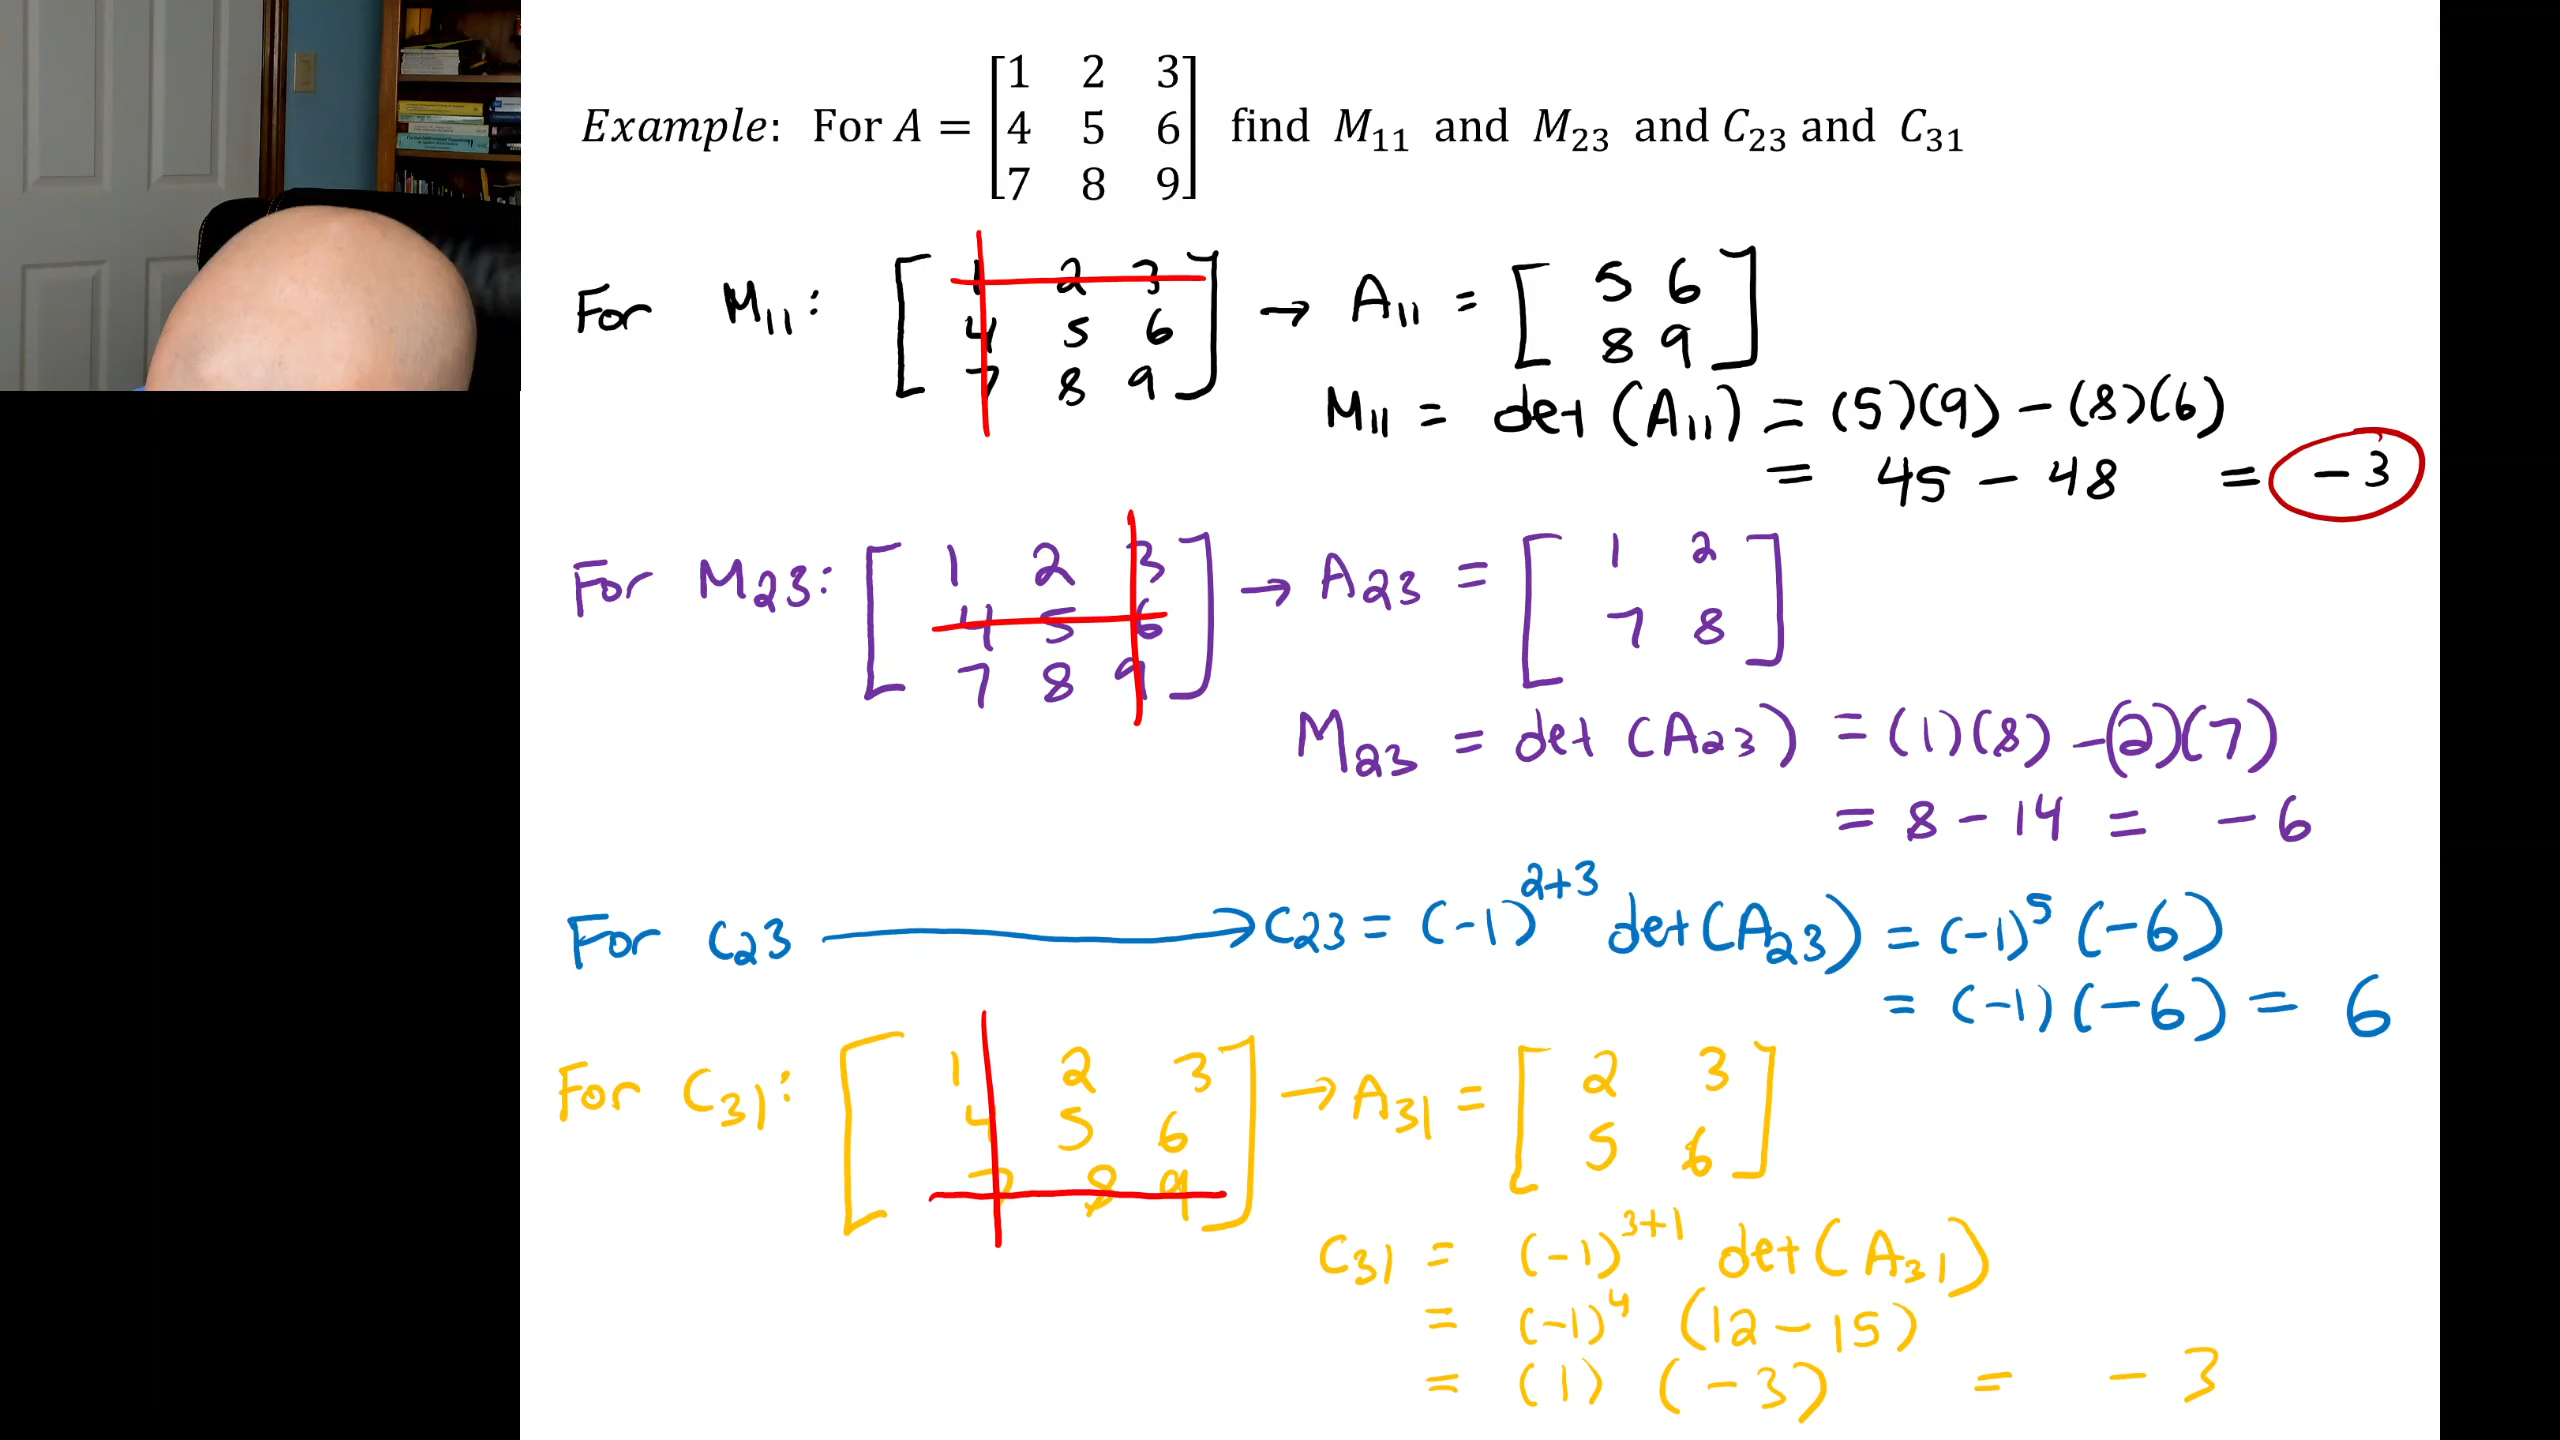 Example: For A = [1 2 3
4 5 6
7 8 9] find M₁₁ and M₂₃ and C₂₃ and C₃₁
For M₁₁: [1 2 3
4 5 6
7 8 9] → A₁₁ = [5 6
8 9]
M₁₁ = det (A₁₁) = (5)(9) − (8)(6)
= 45 − 48 = −3
For M₂₃: [1 2 3
4 5 6
7 8 9] → A₂₃ = [1 2
7 8]
M₂₃ = det (A₂₃) = (1)(8) −(2)(7)
= 8 − 14 = −6
For C₂₃ → C₂₃ = (-1)²⁺³ det(A₂₃) = (-1)⁵ (−6)
= (-1)(−6) = 6
For C₃₁: [1 2 3
4 5 6
7 8 9] → A₃₁ = [2 3
5 6]
C₃₁ = (-1)³⁺¹ det(A₃₁)
= (-1)⁴ (12 − 15)
= (1) (−3) = −3